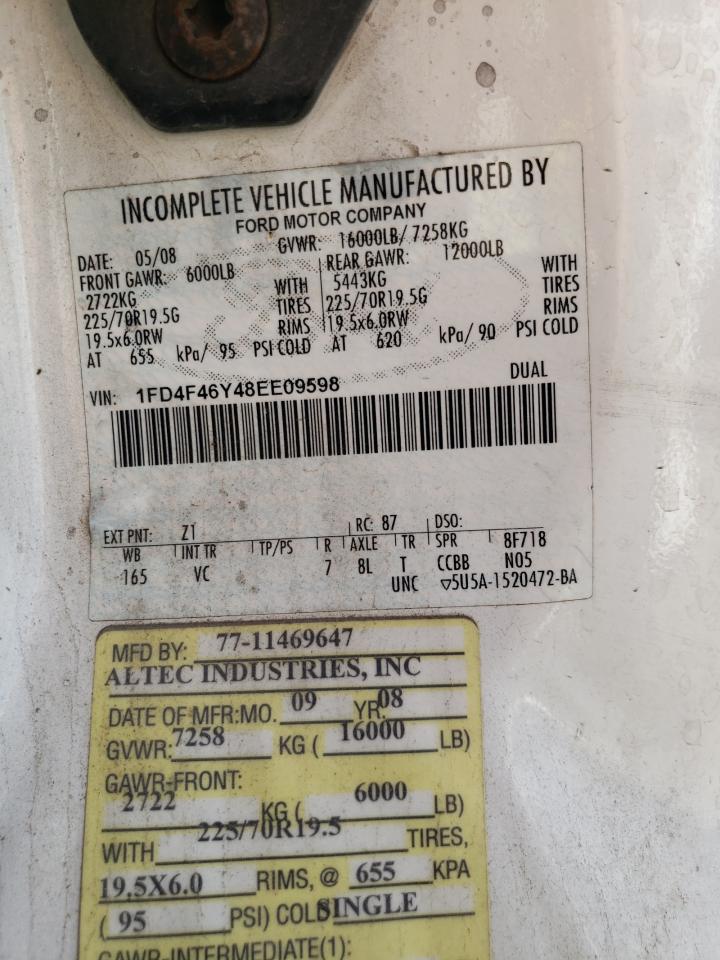 INCOMPLETE VEHICLE MANUFACTURED BY
FORD MOTOR COMPANY
DATE: 05/08 GVWR: 16000LB/ 7258KG
FRONT GAWR: 6000LB REAR GAWR: 12000LB
2722KG WITH 5443KG WITH
225/70R19.5G TIRES 225/70R19.5G TIRES
19.5x6.0RW RIMS 19.5x6.0RW RIMS
AT 655 kPa/ 95 PSI COLD AT 620 kPa/ 90 PSI COLD
VIN: 1FD4F46Y48EE09598 DUAL
EXT PNT: Z1 RC: 87 DSO:
WB INT TR TP/PS R AXLE TR SPR 8F718
165 VC 7 8L T CCBB N05
UNC ▽5U5A-1520472-BA
MFD BY: 77-11469647
ALTEC INDUSTRIES, INC
DATE OF MFR:MO. 09 YR.08
GVWR:7258 KG ( 16000 LB)
GAWR-FRONT:
2722 KG ( 6000 LB)
WITH 225/70R19.5 TIRES,
19.5X6.0 RIMS, @ 655 KPA
( 95 PSI) COLD SINGLE
GAWR-INTERMEDIATE(1):